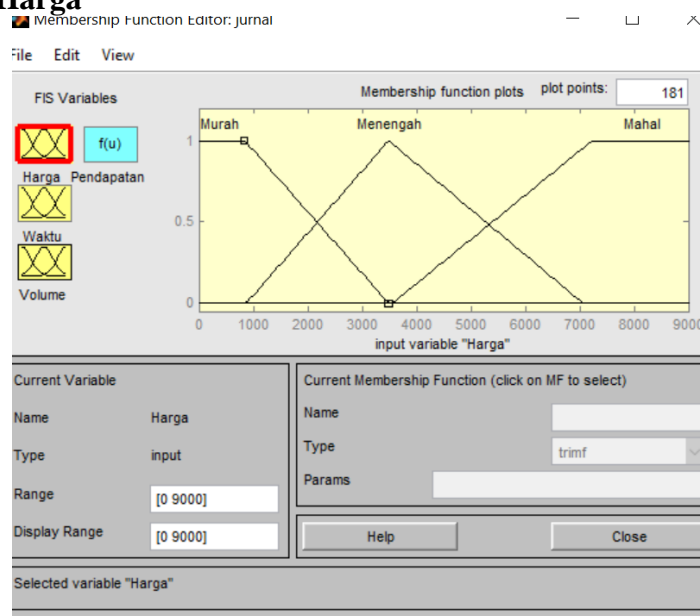 Harga
Membership Function Editor: jurnal
File Edit View
FIS Variables
Membership function plots plot points: 181
f(u)
Harga Pendapatan
Waktu
Volume
Murah Menengah Mahal
1
0.5
0
0 1000 2000 3000 4000 5000 6000 7000 8000 9000
input variable "Harga"
Current Variable
Name Harga
Type input
Range [0 9000]
Display Range [0 9000]
Current Membership Function (click on MF to select)
Name
Type trimf
Params
Help Close
Selected variable "Harga"